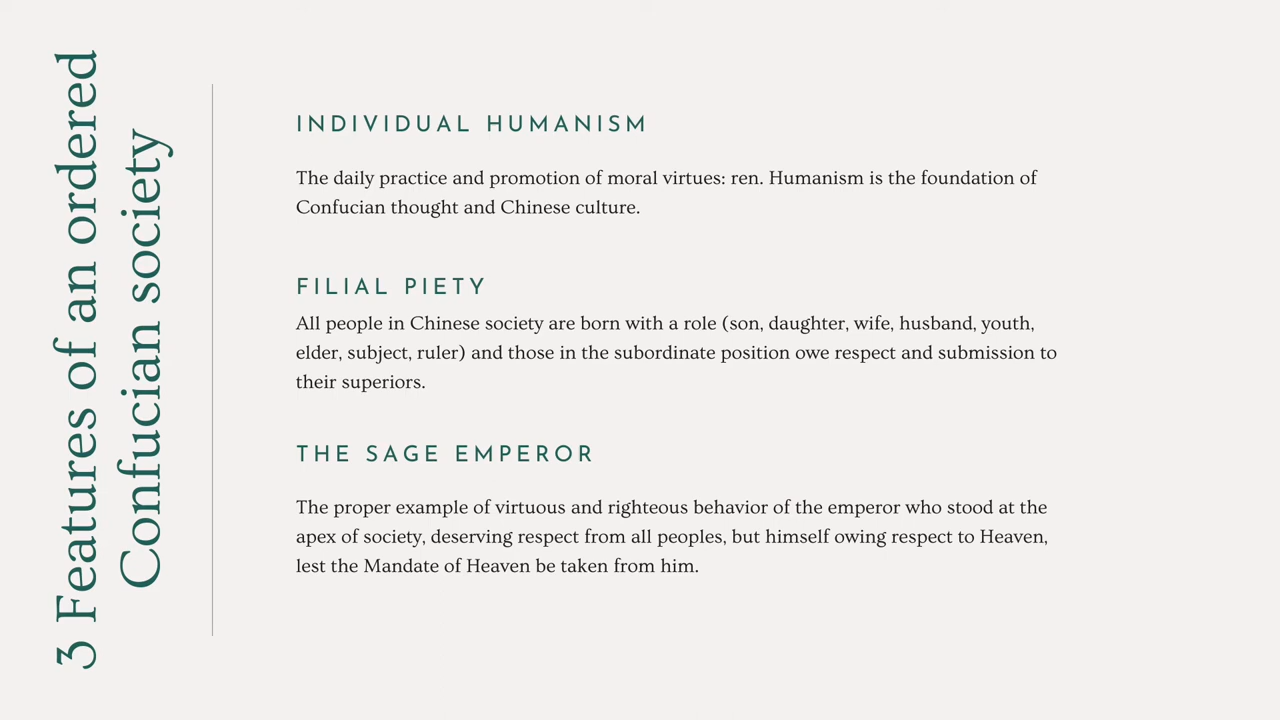 3 Features of an ordered
Confucian society
INDIVIDUAL HUMANISM
The daily practice and promotion of moral virtues: ren. Humanism is the foundation of
Confucian thought and Chinese culture.
FILIAL PIETY
All people in Chinese society are born with a role (son, daughter, wife, husband, youth,
elder, subject, ruler) and those in the subordinate position owe respect and submission to
their superiors.
THE SAGE EMPEROR
The proper example of virtuous and righteous behavior of the emperor who stood at the
apex of society, deserving respect from all peoples, but himself owing respect to Heaven,
lest the Mandate of Heaven be taken from him.